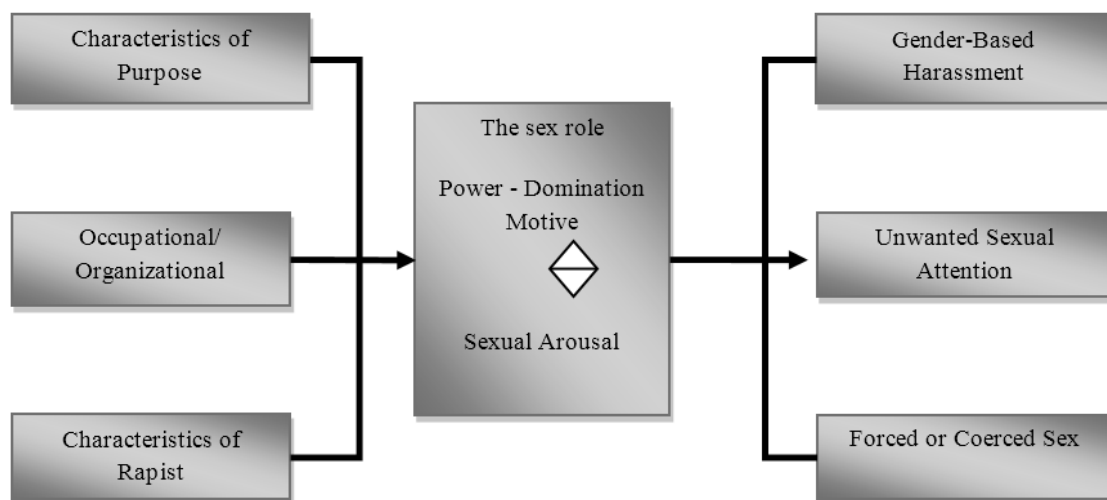 Characteristics of
Purpose
Occupational/
Organizational
Characteristics of
Rapist
The sex role
Power - Domination
Motive
Sexual Arousal
Gender-Based
Harassment
Unwanted Sexual
Attention
Forced or Coerced Sex